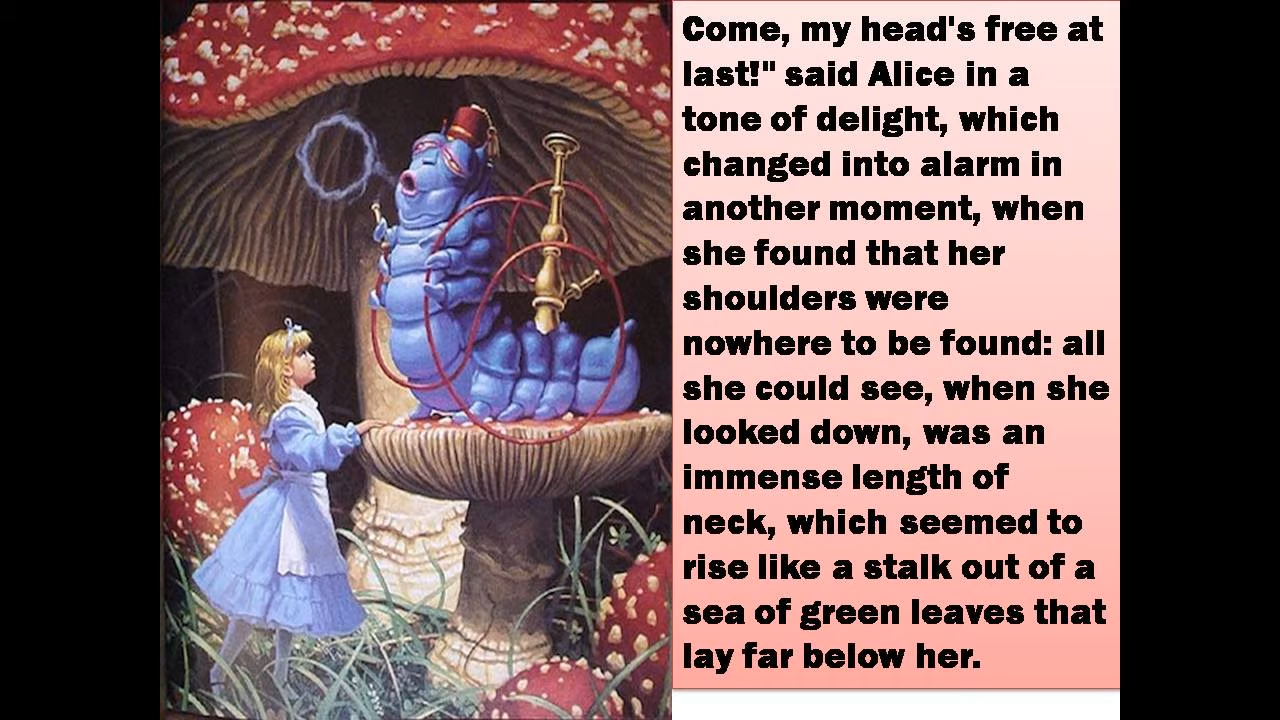 Come, my head's free at
last!" said Alice in a
tone of delight, which
changed into alarm in
another moment, when
she found that her
shoulders were
nowhere to be found: all
she could see, when she
looked down, was an
immense length of
neck, which seemed to
rise like a stalk out of a
sea of green leaves that
lay far below her.